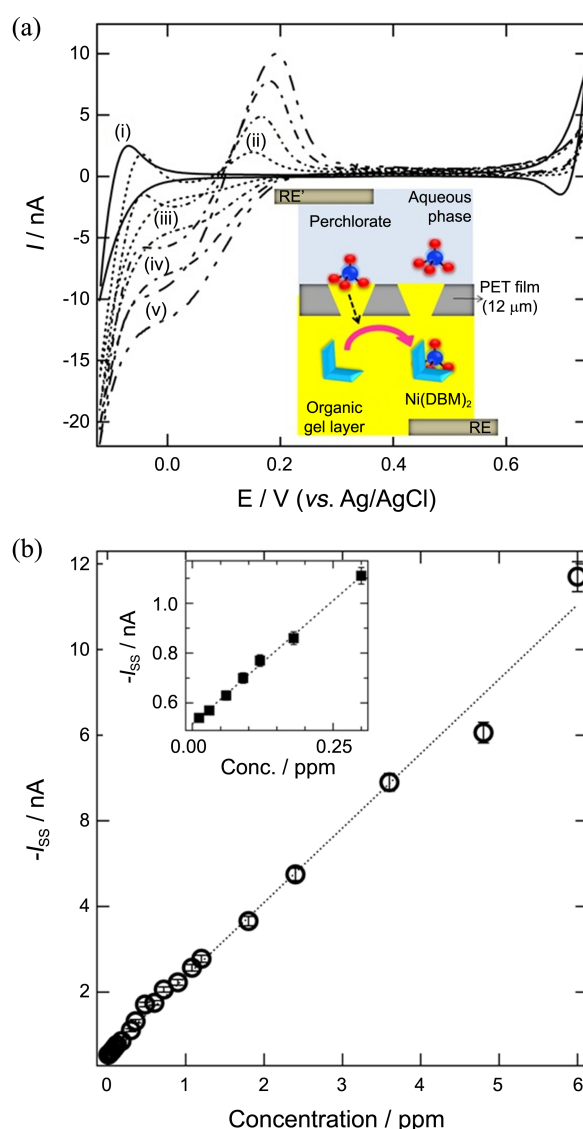 (a)
10
5
0
-5
-10
-15
-20
I / nA
(i)
(ii)
(iii)
(iv)
(v)
RE'
Perchlorate
Aqueous
phase
PET film
(12 μm)
Organic
gel layer
Ni(DBM)₂
RE
0.0 0.2 0.4 0.6
E / V (vs. Ag/AgCl)
(b)
12
10
6
8
4
2
-ISS / nA
1.0
0.8
0.6
-ISS / nA
0.00 0.25
Conc. / ppm
0 1 2 3 4 5 6
Concentration / ppm